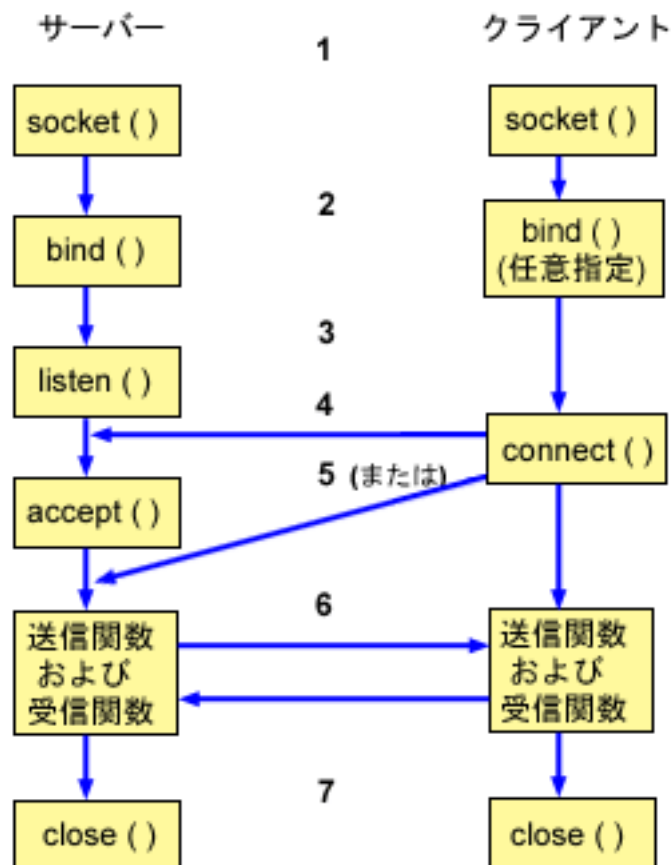 サーバー
クライアント
1
socket ( )
socket ( )
2
bind ( )
bind ( )
(任意指定)
3
listen ( )
4
connect ( )
5 (または)
accept ( )
6
送信関数
および
受信関数
送信関数
および
受信関数
7
close ( )
close ( )